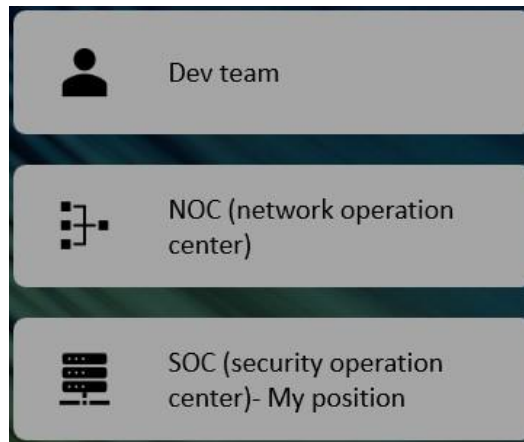 Dev team
NOC (network operation
center)
SOC (security operation
center)- My position